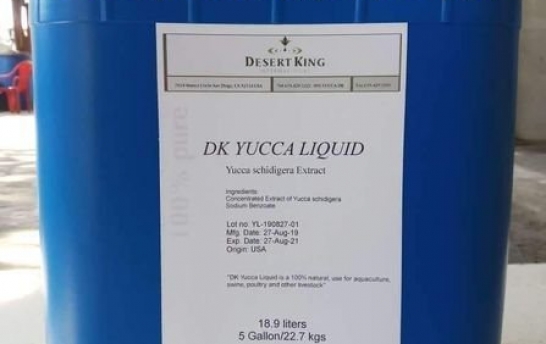 DESERT KING
DK YUCCA LIQUID
Yucca schidigera Extract
Ingredients:
Concentrated Extract of Yucca schidigera
Sodium Benzoate
Lot no: YL-190827-01
Mfg. Date: 27-Aug-19
Exp. Date: 27-Aug-21
Origin: USA
"DK Yucca Liquid is a 100% natural, use for aquaculture,
swine, poultry and other livestock"
18.9 liters
5 Gallon/22.7 kgs
100% pure